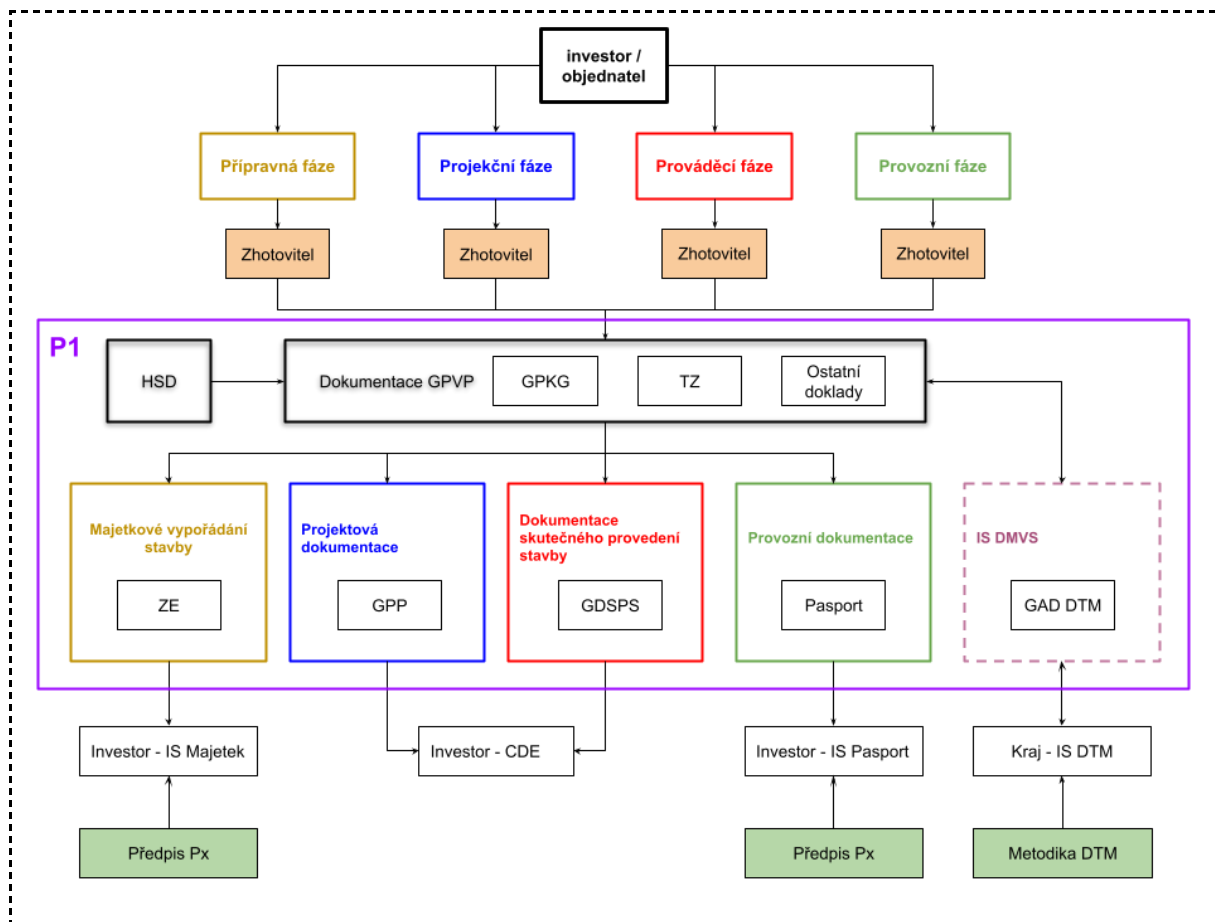 investor /
objednatel
Přípravná fáze
Projekční fáze
Prováděcí fáze
Provozní fáze
Zhotovitel
Zhotovitel
Zhotovitel
Zhotovitel
P1
HSD
Dokumentace GPVP
GPKG
TZ
Ostatní
doklady
Majetkové vypořádání
stavby
ZE
Projektová
dokumentace
GPP
Dokumentace
skutečného provedení
stavby
GDSPS
Provozní dokumentace
Pasport
IS DMVS
GAD DTM
Investor - IS Majetek
Investor - CDE
Investor - IS Pasport
Kraj - IS DTM
Předpis Px
Předpis Px
Metodika DTM